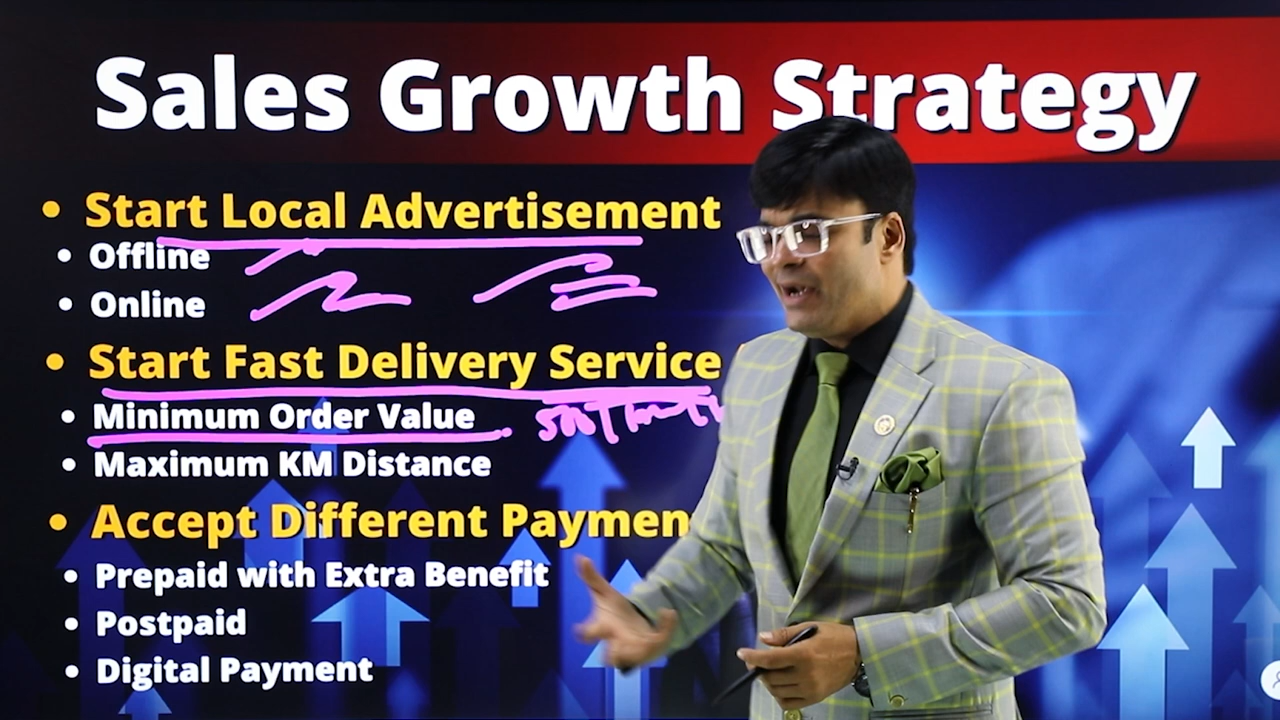 Sales Growth Strategy
• Start Local Advertisement
• Offline
• Online
• Start Fast Delivery Service
• Minimum Order Value
• Maximum KM Distance
• Accept Different Paymen
• Prepaid with Extra Benefit
• Postpaid
• Digital Payment